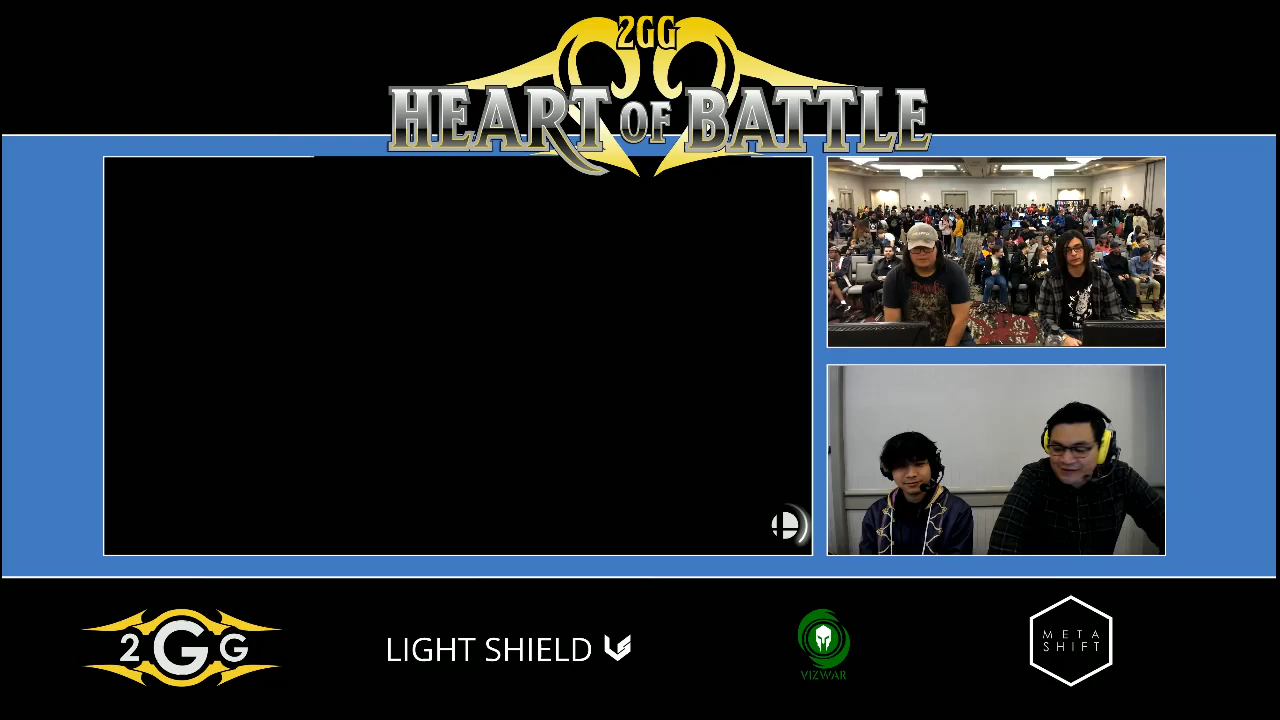 2GG
HEART OF BATTLE
2GG
LIGHT SHIELD
VIZWAR
META
SHIFT